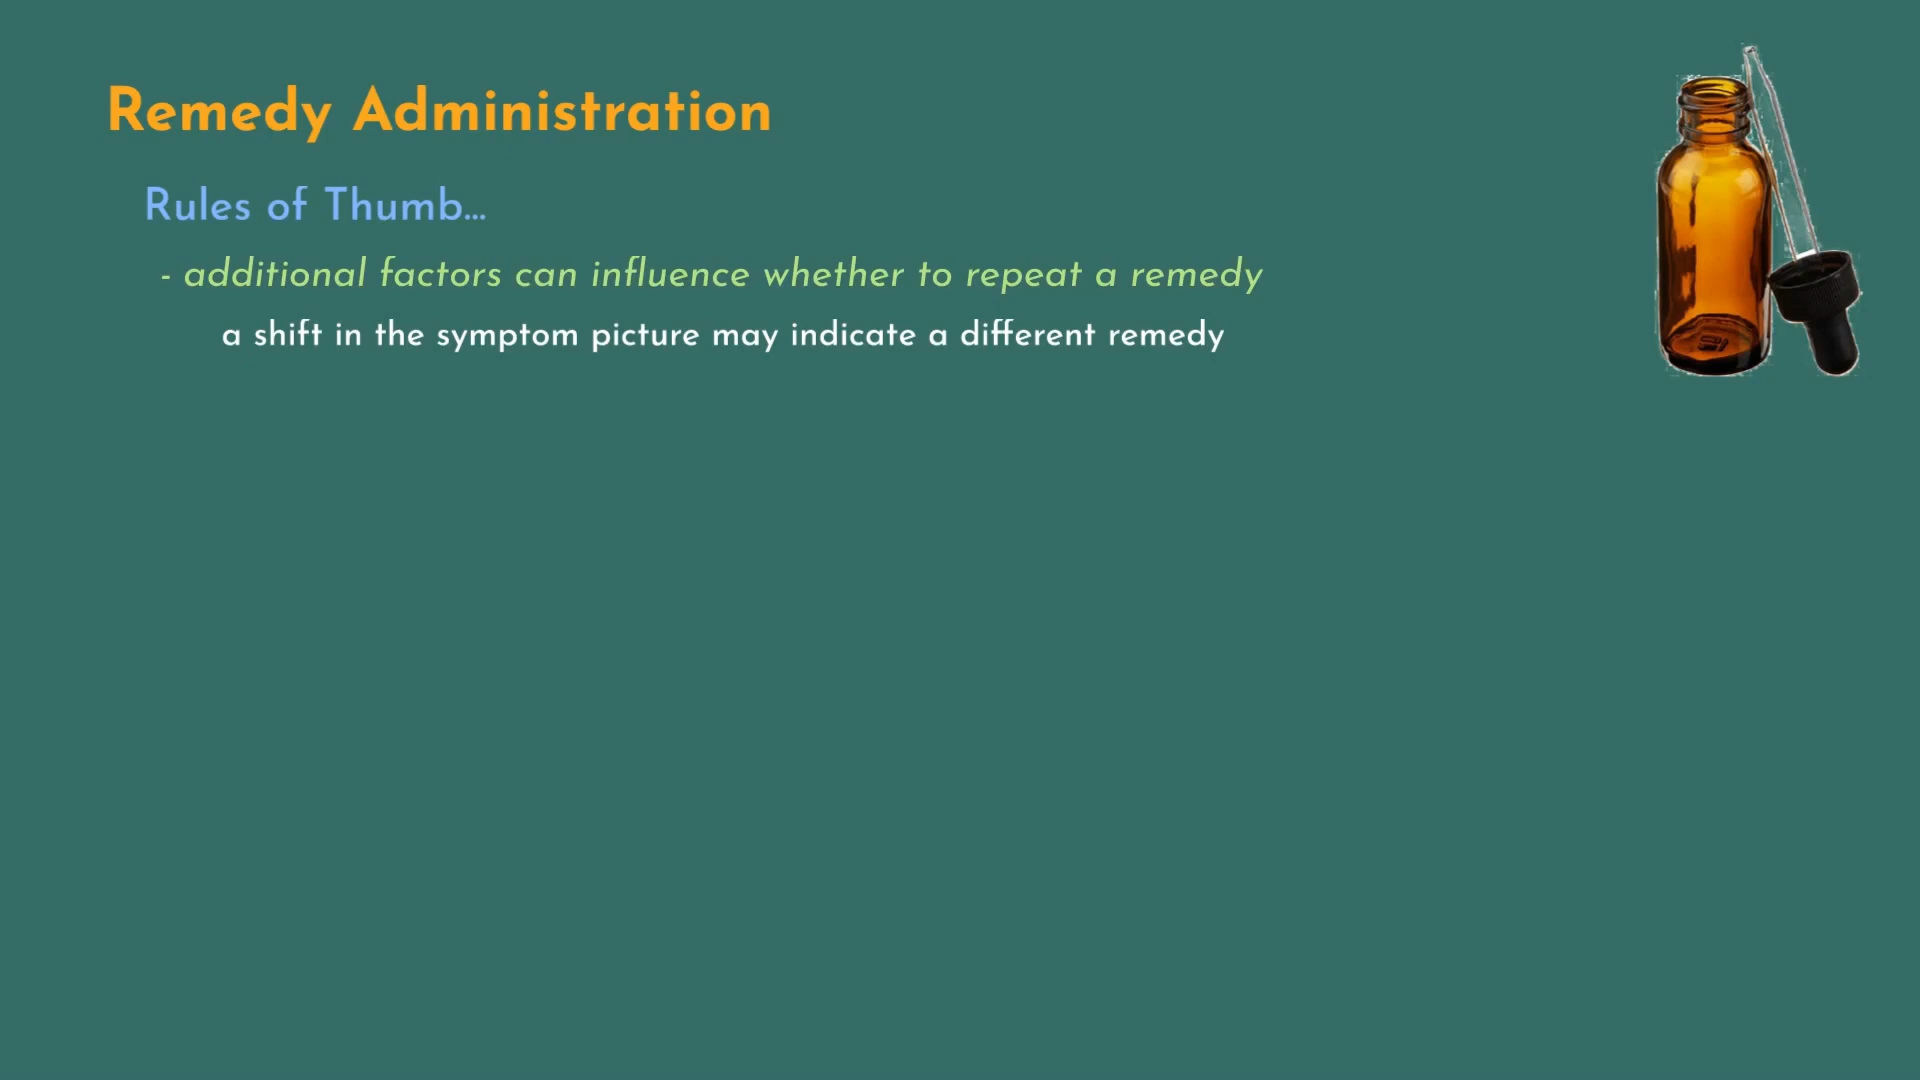 Remedy Administration
Rules of Thumb...
- additional factors can influence whether to repeat a remedy
a shift in the symptom picture may indicate a different remedy